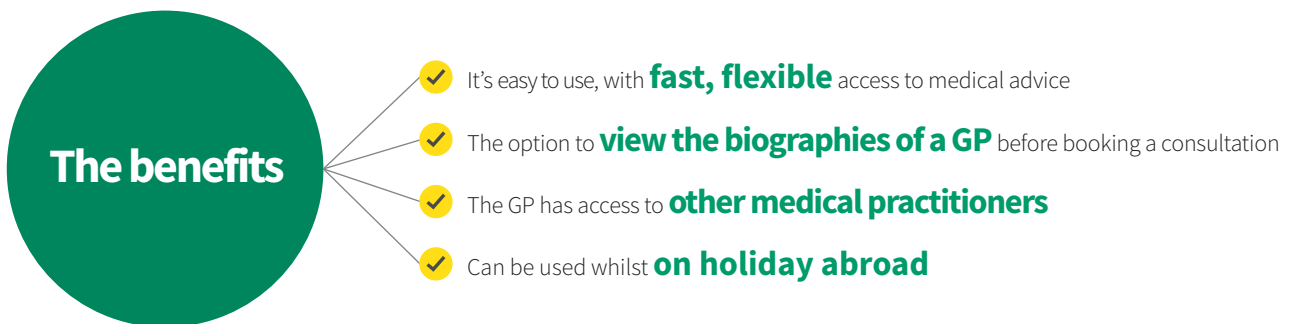 The benefits
It’s easy to use, with fast, flexible access to medical advice
The option to view the biographies of a GP before booking a consultation
The GP has access to other medical practitioners
Can be used whilst on holiday abroad